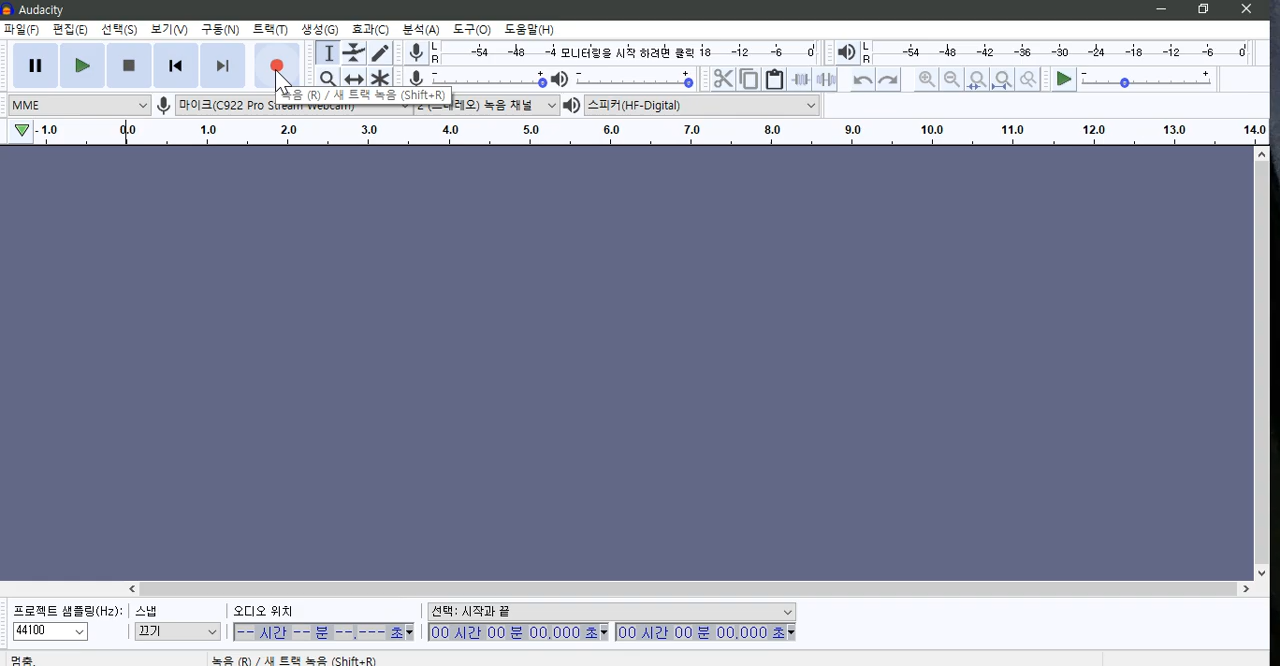 Audacity
파일(F) 편집(E) 선택(S) 보기(V) 구동(N) 트랙(T) 생성(G) 효과(C) 분석(A) 도구(O) 도움말(H)
L R -54 -48 -4 모니터링을 시작 하려면 클릭 18 -12 -6 0 L R -54 -48 -42 -36 -30 -24 -18 -12 -6 0
- + - + - +
녹음 (R) / 새 트랙 녹음 (Shift+R)
MME 마이크(C922 Pro Stream Webcam) 2 (스테레오) 녹음 채널 스피커(HF-Digital)
-1.0 0.0 1.0 2.0 3.0 4.0 5.0 6.0 7.0 8.0 9.0 10.0 11.0 12.0 13.0 14.0
프로젝트 샘플링(Hz): 스냅 오디오 위치 선택: 시작과 끝
44100 끄기 -- 시간 -- 분 --.--- 초 00 시간 00 분 00.000 초 00 시간 00 분 00.000 초
멈춤. 녹음 (R) / 새 트랙 녹음 (Shift+R)